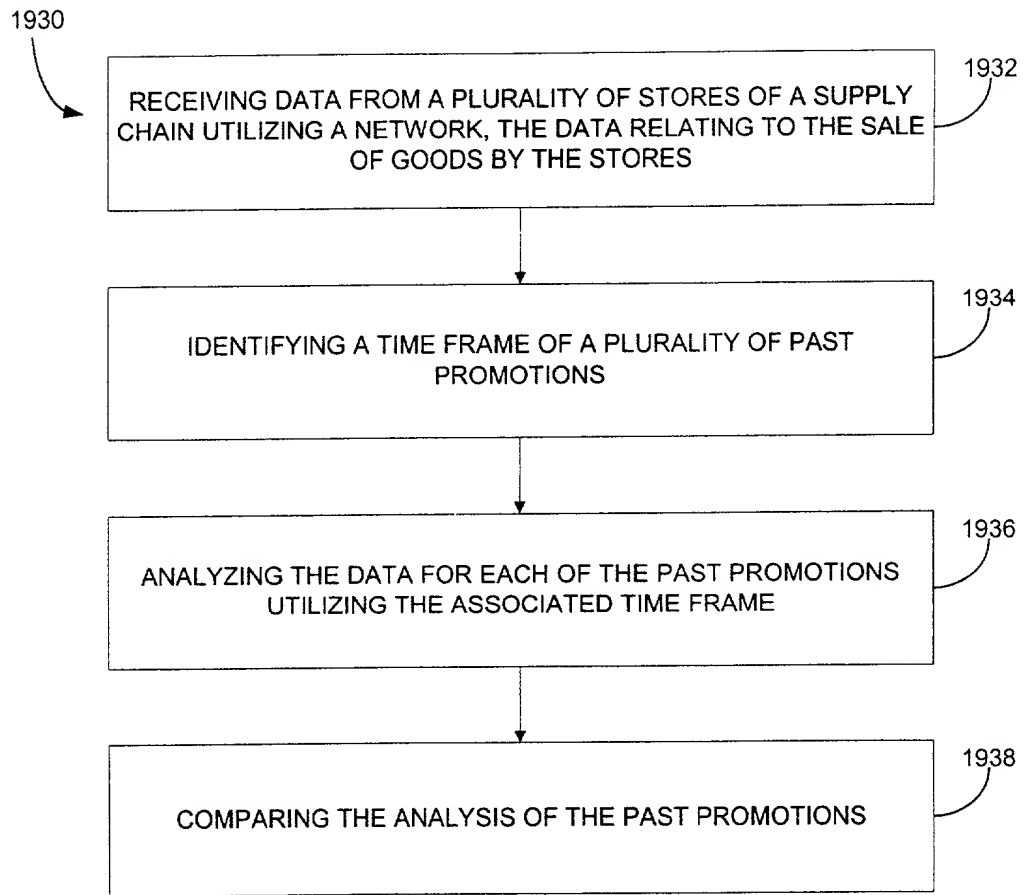 1930
1932
RECEIVING DATA FROM A PLURALITY OF STORES OF A SUPPLY
CHAIN UTILIZING A NETWORK, THE DATA RELATING TO THE SALE
OF GOODS BY THE STORES
1934
IDENTIFYING A TIME FRAME OF A PLURALITY OF PAST
PROMOTIONS
1936
ANALYZING THE DATA FOR EACH OF THE PAST PROMOTIONS
UTILIZING THE ASSOCIATED TIME FRAME
1938
COMPARING THE ANALYSIS OF THE PAST PROMOTIONS